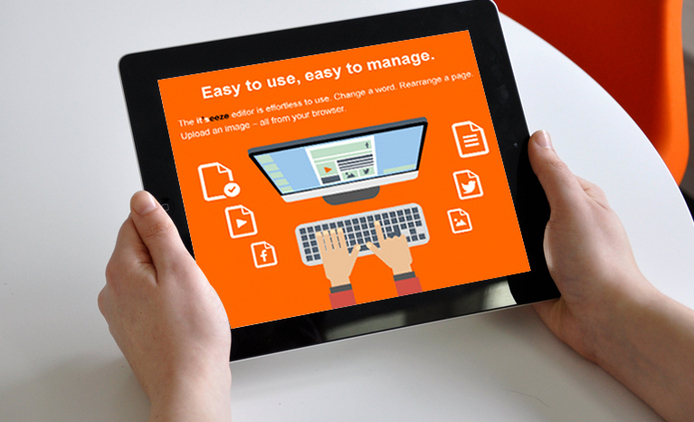 Easy to use, easy to manage.
The it'seeze editor is effortless to use. Change a word. Rearrange a page.
Upload an image – all from your browser.